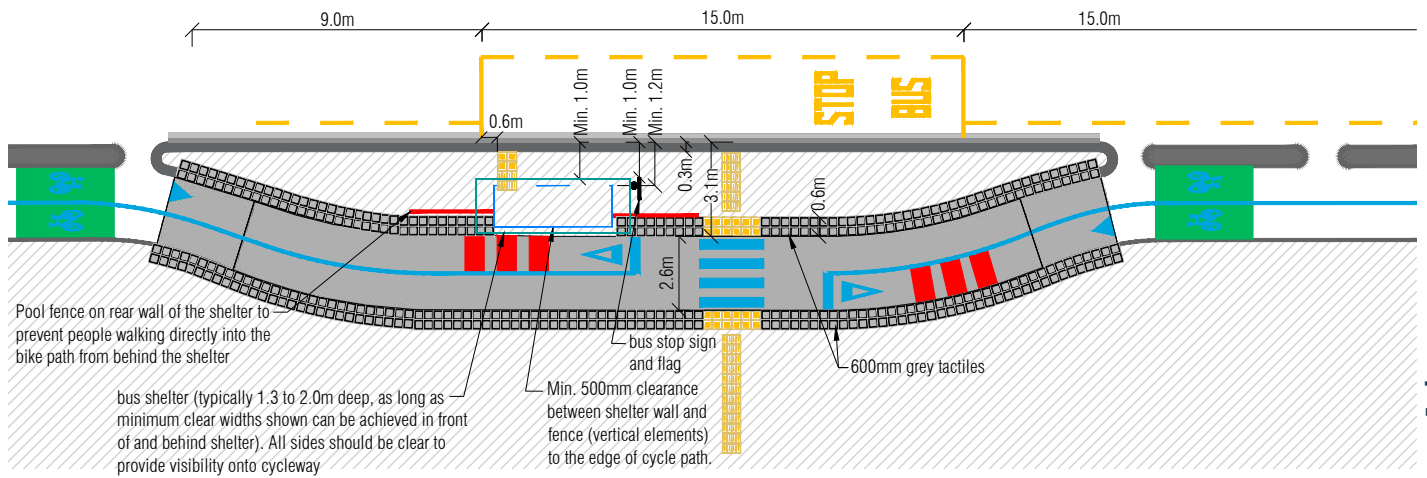 9.0m
15.0m
15.0m
STOP
BUS
0.6m
Min. 1.0m
Min. 1.0m
Min. 1.2m
0.3m
3.1m
0.6m
2.6m
Pool fence on rear wall of the shelter to
prevent people walking directly into the
bike path from behind the shelter
bus shelter (typically 1.3 to 2.0m deep, as long as
minimum clear widths shown can be achieved in front
of and behind shelter). All sides should be clear to
provide visibility onto cycleway
Min. 500mm clearance
between shelter wall and
fence (vertical elements)
to the edge of cycle path.
bus stop sign
and flag
600mm grey tactiles